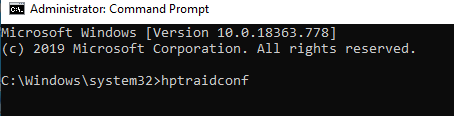 Administrator: Command Prompt
Microsoft Windows [Version 10.0.18363.778]
(c) 2019 Microsoft Corporation. All rights reserved.
C:\Windows\system32>hptraidconf